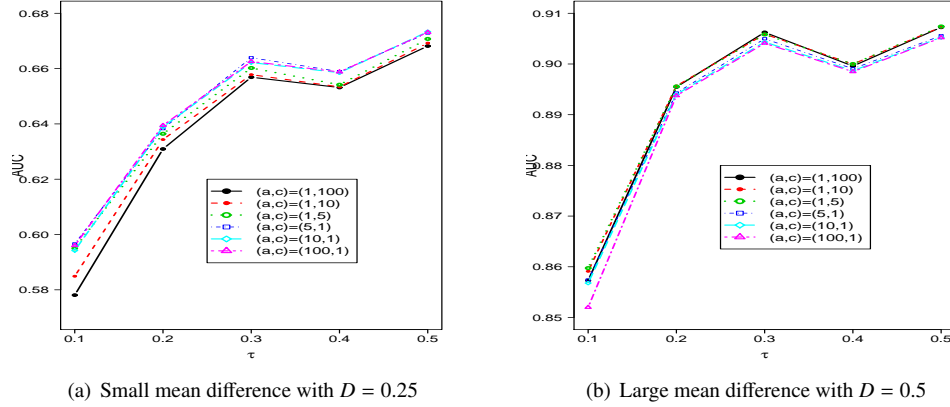 0.68
0.66
0.64
0.62
0.60
0.58
AUC
(a,c)=(1,100)
(a,c)=(1,10)
(a,c)=(1,5)
(a,c)=(5,1)
(a,c)=(10,1)
(a,c)=(100,1)
0.1 0.2 0.3 0.4 0.5
τ
(a) Small mean difference with D = 0.25
0.91
0.90
0.89
0.88
0.87
0.86
0.85
AUC
(a,c)=(1,100)
(a,c)=(1,10)
(a,c)=(1,5)
(a,c)=(5,1)
(a,c)=(10,1)
(a,c)=(100,1)
0.1 0.2 0.3 0.4 0.5
τ
(b) Large mean difference with D = 0.5